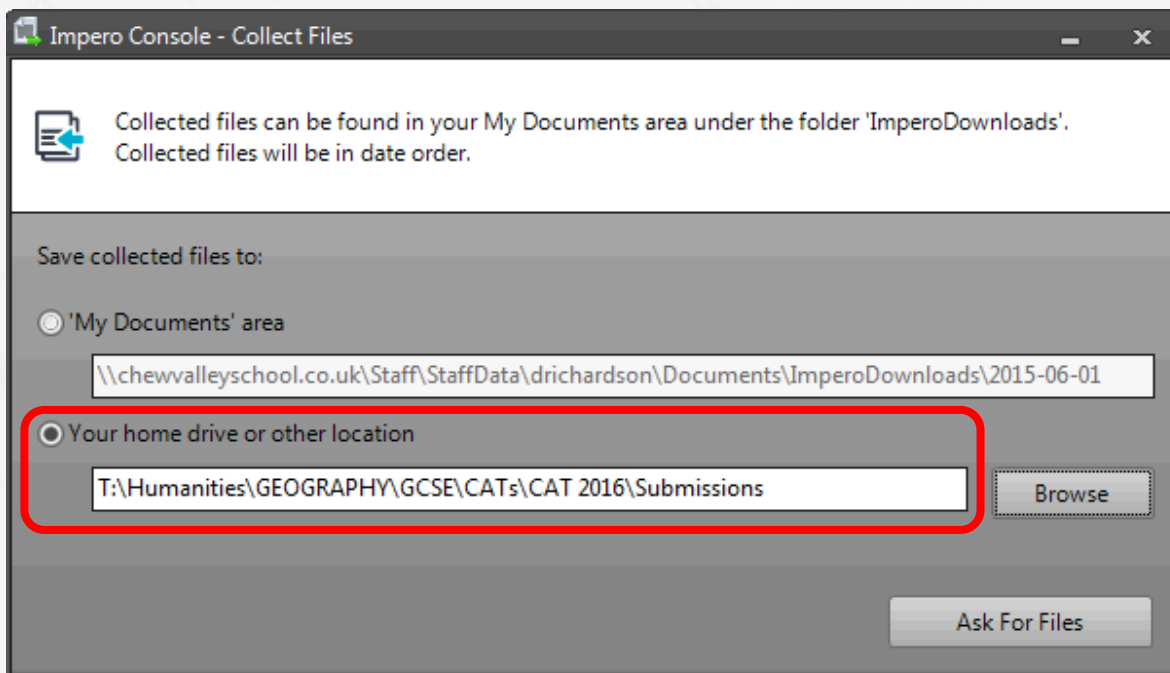 Impero Console - Collect Files
Collected files can be found in your My Documents area under the folder 'ImperoDownloads'.
Collected files will be in date order.
Save collected files to:
'My Documents' area
\\chewvalleyschool.co.uk\Staff\StaffData\drichardson\Documents\ImperoDownloads\2015-06-01
Your home drive or other location
T:\Humanities\GEOGRAPHY\GCSE\CATs\CAT 2016\Submissions
Browse
Ask For Files